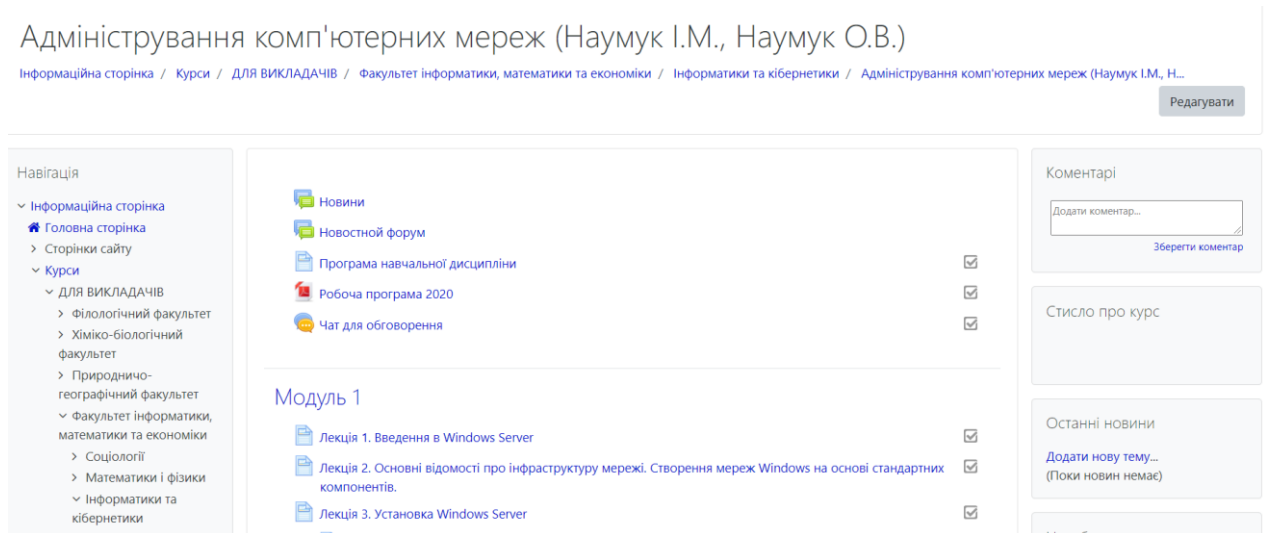 Адміністрування комп'ютерних мереж (Наумук І.М., Наумук О.В.)
Інформаційна сторінка / Курси / ДЛЯ ВИКЛАДАЧІВ / Факультет інформатики, математики та економіки / Інформатики та кібернетики / Адміністрування комп'ютерних мереж (Наумук І.М., Н...
Редагувати
Навігація
Інформаційна сторінка
Головна сторінка
Сторінки сайту
Курси
ДЛЯ ВИКЛАДАЧІВ
Філологічний факультет
Хіміко-біологічний
факультет
Природничо-
географічний факультет
Факультет інформатики,
математики та економіки
Соціології
Математики і фізики
Інформатики та
кібернетики
Новини
Новостной форум
Програма навчальної дисципліни
Робоча програма 2020
Чат для обговорення
Модуль 1
Лекція 1. Введення в Windows Server
Лекція 2. Основні відомості про інфраструктуру мережі. Створення мереж Windows на основі стандартних
компонентів.
Лекція 3. Установка Windows Server
Коментарі
Додати коментар...
Зберегти коментар
Стисло про курс
Останні новини
Додати нову тему...
(Поки новин немає)